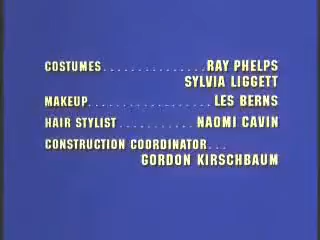 COSTUMES...............RAY PHELPS
SYLVIA LIGGETT
MAKEUP..................LES BERNS
HAIR STYLIST...........NAOMI CAVIN
CONSTRUCTION COORDINATOR...
GORDON KIRSCHBAUM